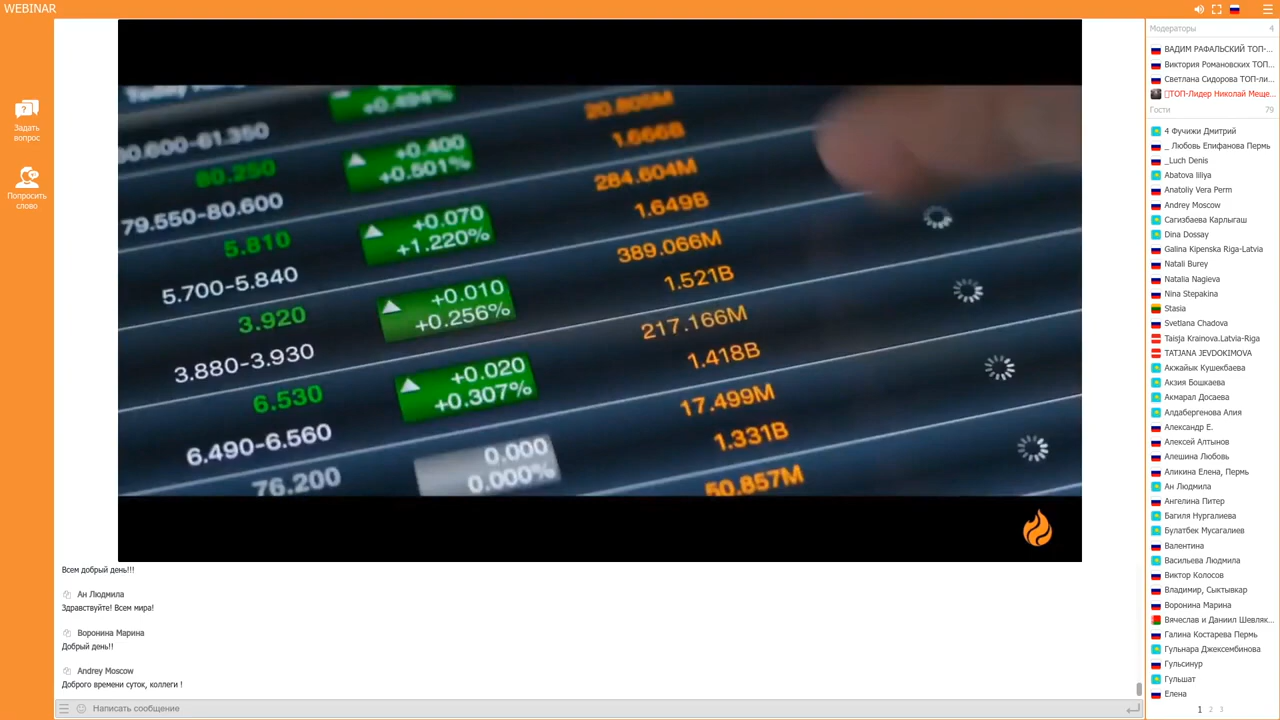 WEBINAR
Задать
вопрос
Попросить
слово
+0.494%
20.809M
60.600-61.350
80.250
+0.400
+0.501%
1.666B
284.604M
79.550-80.600
5.810
+0.070
+1.220%
1.649B
389.066M
5.700-5.840
3.920
+0.010
+0.256%
1.521B
217.166M
3.880-3.930
6.530
+0.020
+0.307%
1.418B
17.499M
6.490-6.560
76.200
0.000
1.331B
50.857M
Всем добрый день!!!
Ан Людмила
Здравствуйте! Всем мира!
Воронина Марина
Добрый день!!
Andrey Moscow
Доброго времени суток, коллеги !
Написать сообщение
Модераторы 4
ВАДИМ РАФАЛЬСКИЙ ТОП-...
Виктория Романовских ТОП...
Светлана Сидорова ТОП-ли...
ТОП-Лидер Николай Меще...
Гости 79
4 Фучижи Дмитрий
_ Любовь Епифанова Пермь
_Luch Denis
Abatova liliya
Anatoliy Vera Perm
Andrey Moscow
Cагизбаева Карлыгаш
Dina Dossay
Galina Kipenska Riga-Latvia
Natali Burey
Natalia Nagieva
Nina Stepakina
Stasia
Svetlana Chadova
Taisja Krainova.Latvia-Riga
TATJANA JEVDOKIMOVA
Акжайык Кушекбаева
Акзия Бошкаева
Акмарал Досаева
Алдабергенова Алия
Александр Е.
Алексей Алтынов
Алешина Любовь
Аликина Елена, Пермь
Ан Людмила
Ангелина Питер
Багиля Нургалиева
Булатбек Мусагалиев
Валентина
Васильева Людмила
Виктор Колосов
Владимир, Сыктывкар
Воронина Марина
Вячеслав и Даниил Шевляк...
Галина Костарева Пермь
Гульнара Джексембинова
Гульсинур
Гульшат
Елена
1 2 3